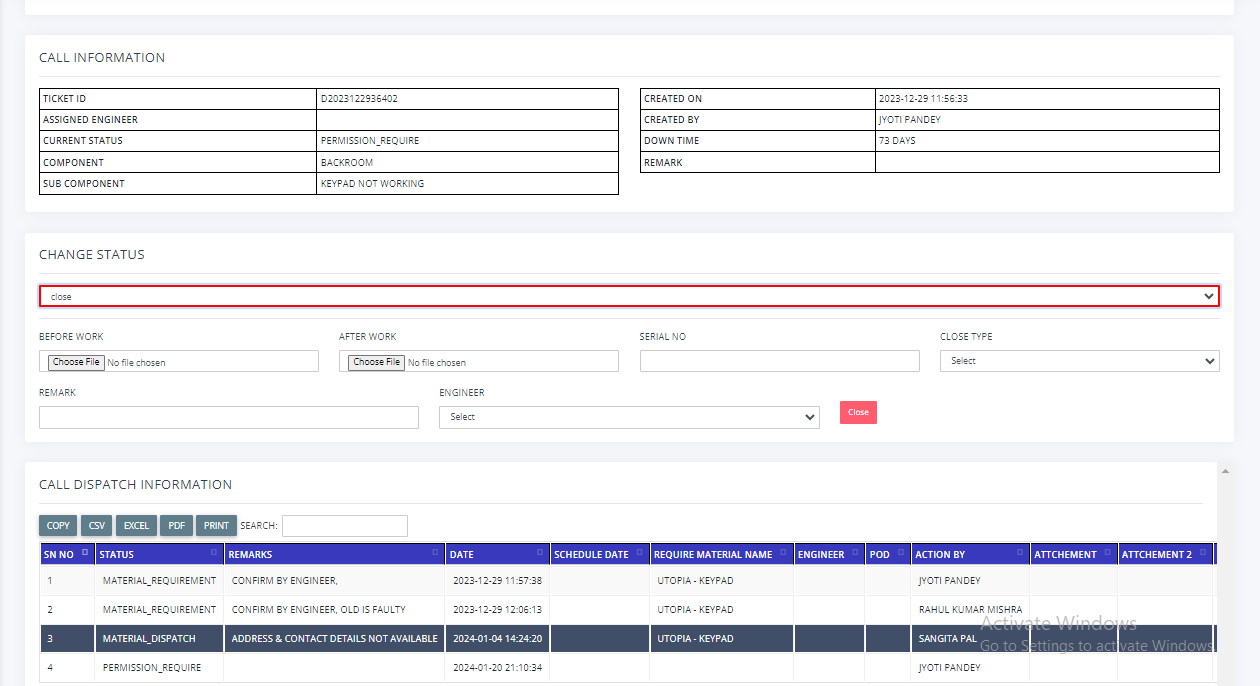 CALL INFORMATION
TICKET ID D2023122936402
ASSIGNED ENGINEER
CURRENT STATUS PERMISSION_REQUIRE
COMPONENT BACKROOM
SUB COMPONENT KEYPAD NOT WORKING
CREATED ON 2023-12-29 11:56:33
CREATED BY JYOTI PANDEY
DOWN TIME 73 DAYS
REMARK
CHANGE STATUS
close
BEFORE WORK AFTER WORK SERIAL NO CLOSE TYPE
Choose File No file chosen Choose File No file chosen Select
REMARK ENGINEER
Select Close
CALL DISPATCH INFORMATION
COPY CSV EXCEL PDF PRINT SEARCH:
SN NO STATUS REMARKS DATE SCHEDULE DATE REQUIRE MATERIAL NAME ENGINEER POD ACTION BY ATTCHEMENT ATTCHEMENT 2
1 MATERIAL_REQUIREMENT CONFIRM BY ENGINEER, 2023-12-29 11:57:38 UTOPIA - KEYPAD JYOTI PANDEY
2 MATERIAL_REQUIREMENT CONFIRM BY ENGINEER, OLD IS FAULTY 2023-12-29 12:06:13 UTOPIA - KEYPAD RAHUL KUMAR MISHRA
3 MATERIAL_DISPATCH ADDRESS & CONTACT DETAILS NOT AVAILABLE 2024-01-04 14:24:20 UTOPIA - KEYPAD SANGITA PAL
4 PERMISSION_REQUIRE 2024-01-20 21:10:34 JYOTI PANDEY
Activate Windows
Go to Settings to activate Windows.